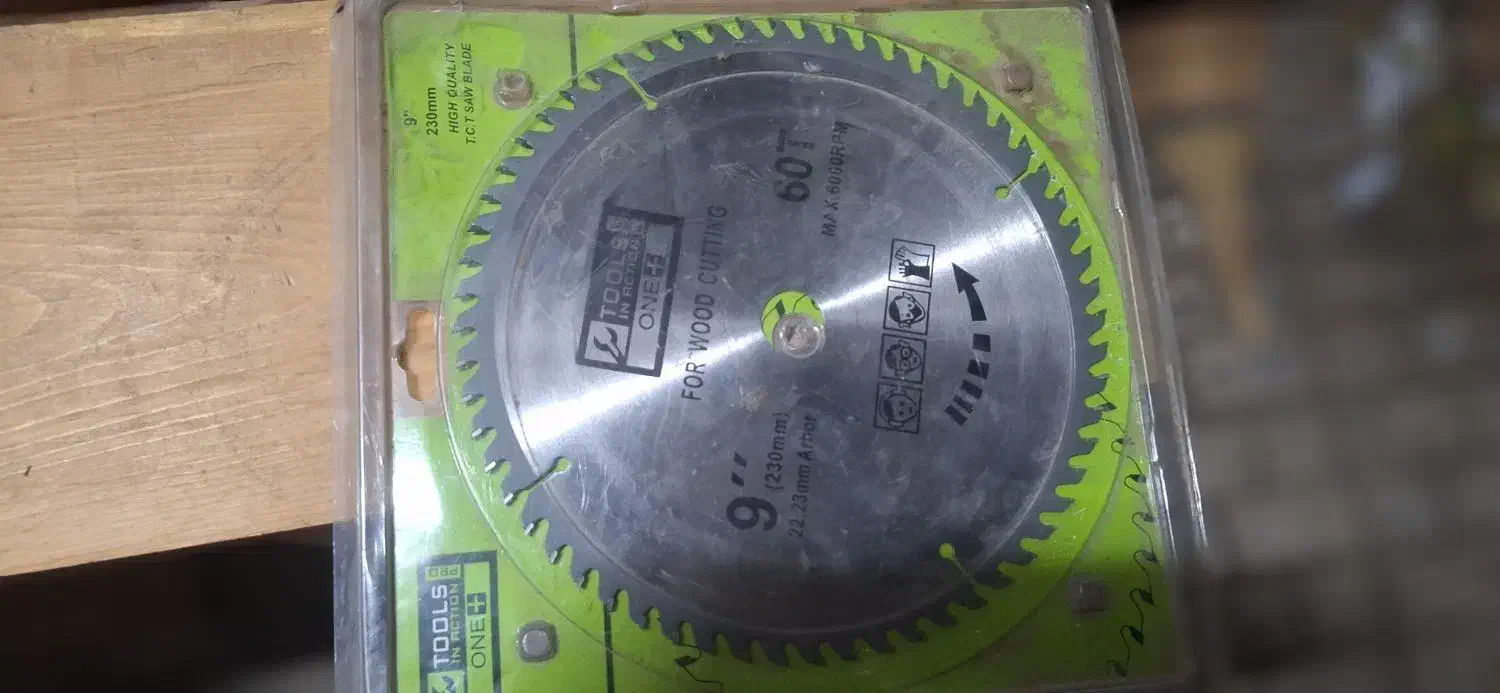 9"
230mm
HIGH QUALITY
T.C.T SAW BLADE
TOOLS
IN ACTION
ONE+
FOR WOOD CUTTING
9"
(230mm)
22.23mm Arbor
60T
MAX.6000RPM
TOOLS
IN ACTION
ONE+